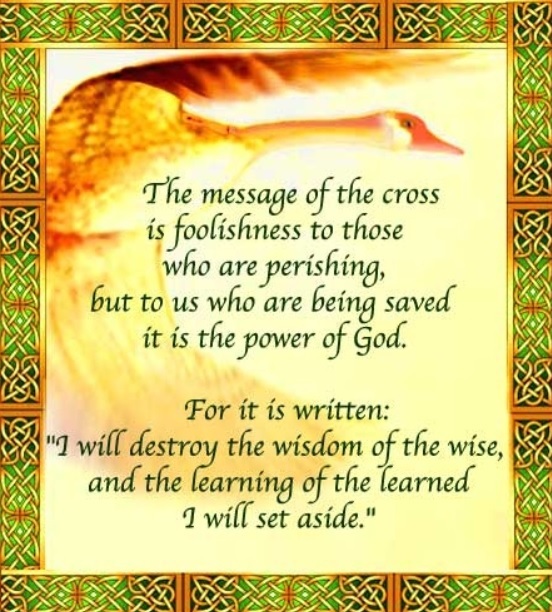 The message of the cross
is foolishness to those
who are perishing,
but to us who are being saved
it is the power of God.
For it is written:
"I will destroy the wisdom of the wise,
and the learning of the learned
I will set aside."